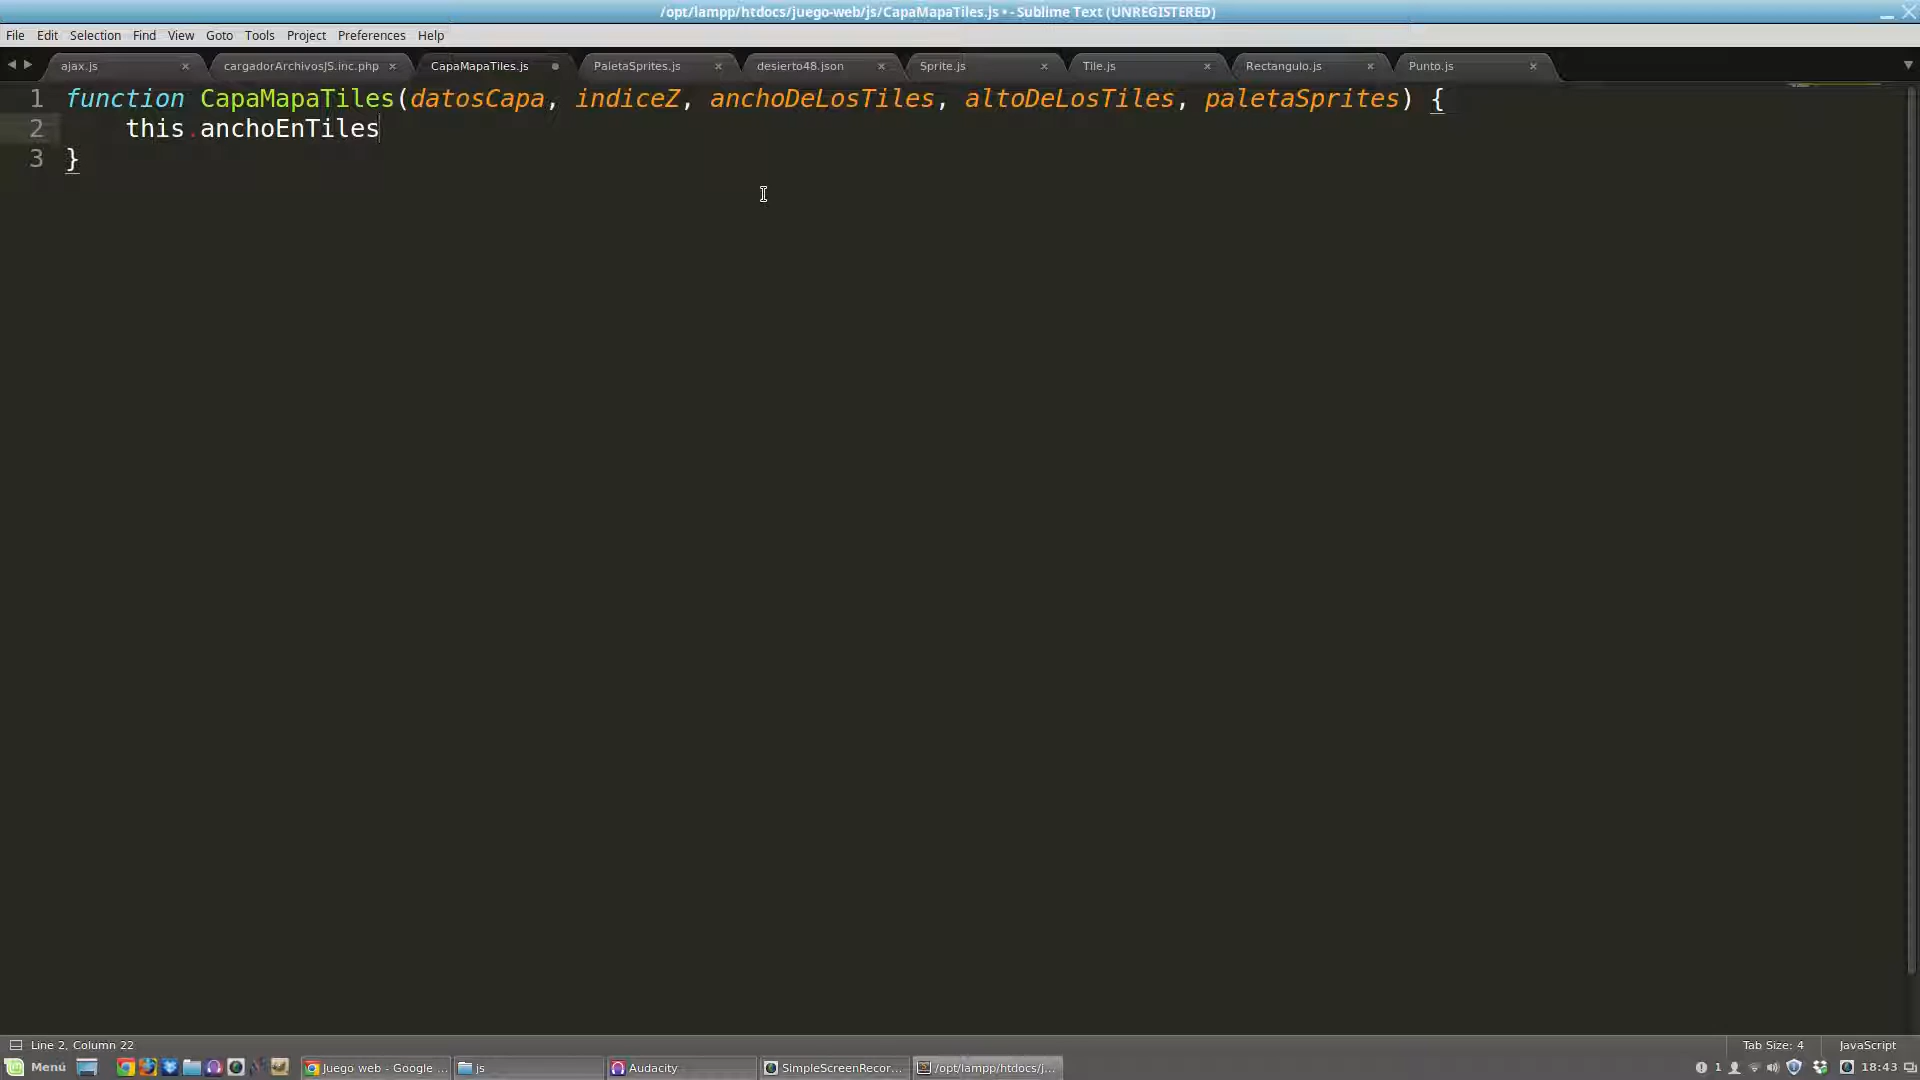 /opt/lampp/htdocs/juego-web/js/CapaMapaTiles.js • - Sublime Text (UNREGISTERED)
File Edit Selection Find View Goto Tools Project Preferences Help
ajax.js cargadorArchivosJS.inc.php CapaMapaTiles.js PaletaSprites.js desierto48.json Sprite.js Tile.js Rectangulo.js Punto.js
1 function CapaMapaTiles(datosCapa, indiceZ, anchoDeLosTiles, altoDeLosTiles, paletaSprites) {
2 this.anchoEnTiles
3 }
Line 2, Column 22 Tab Size: 4 JavaScript
Menú Juego web - Google ... js Audacity SimpleScreenRecor... /opt/lampp/htdocs/j... 1 18:43